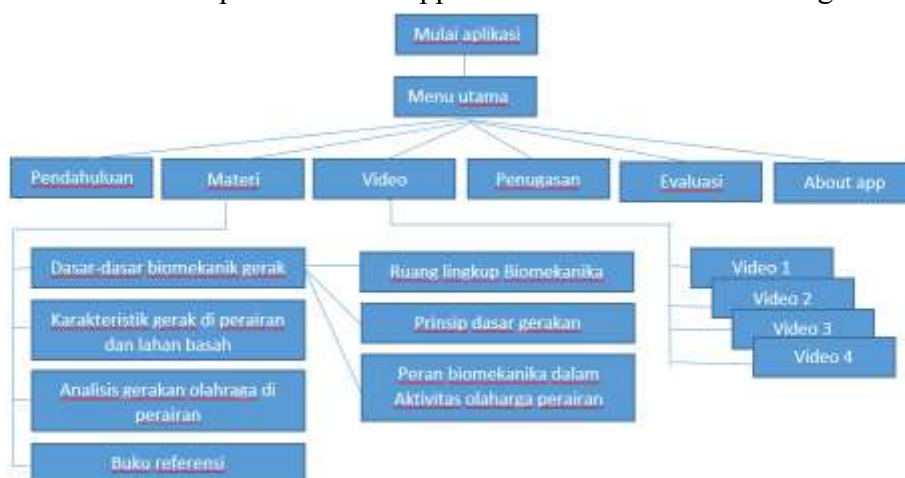 Mulai aplikasi
Menu utama
Pendahuluan
Materi
Video
Penugasan
Evaluasi
About app
Dasar-dasar biomekanik gerak
Karakteristik gerak di perairan
dan lahan basah
Analisis gerakan olahraga di
perairan
Buku referensi
Ruang lingkup Biomekanika
Prinsip dasar gerakan
Peran biomekanika dalam
Aktivitas olaharga perairan
Video 1
Video 2
Video 3
Video 4